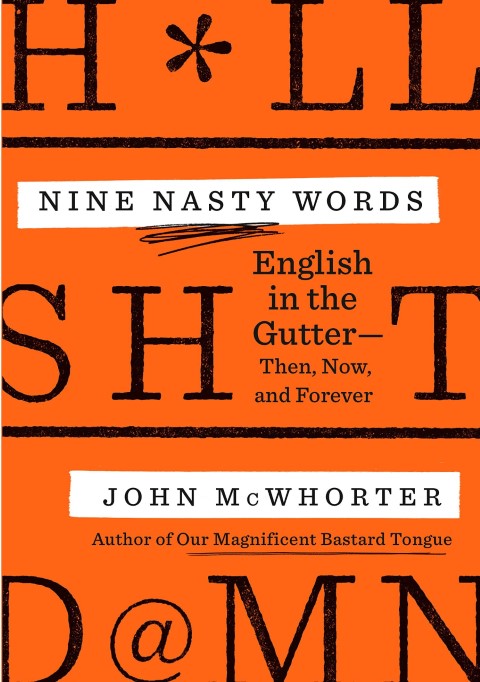 H*LL
NINE NASTY WORDS
English
in the
Gutter—
Then, Now,
and Forever
SH T
JOHN McWHORTER
Author of Our Magnificent Bastard Tongue
D@MN